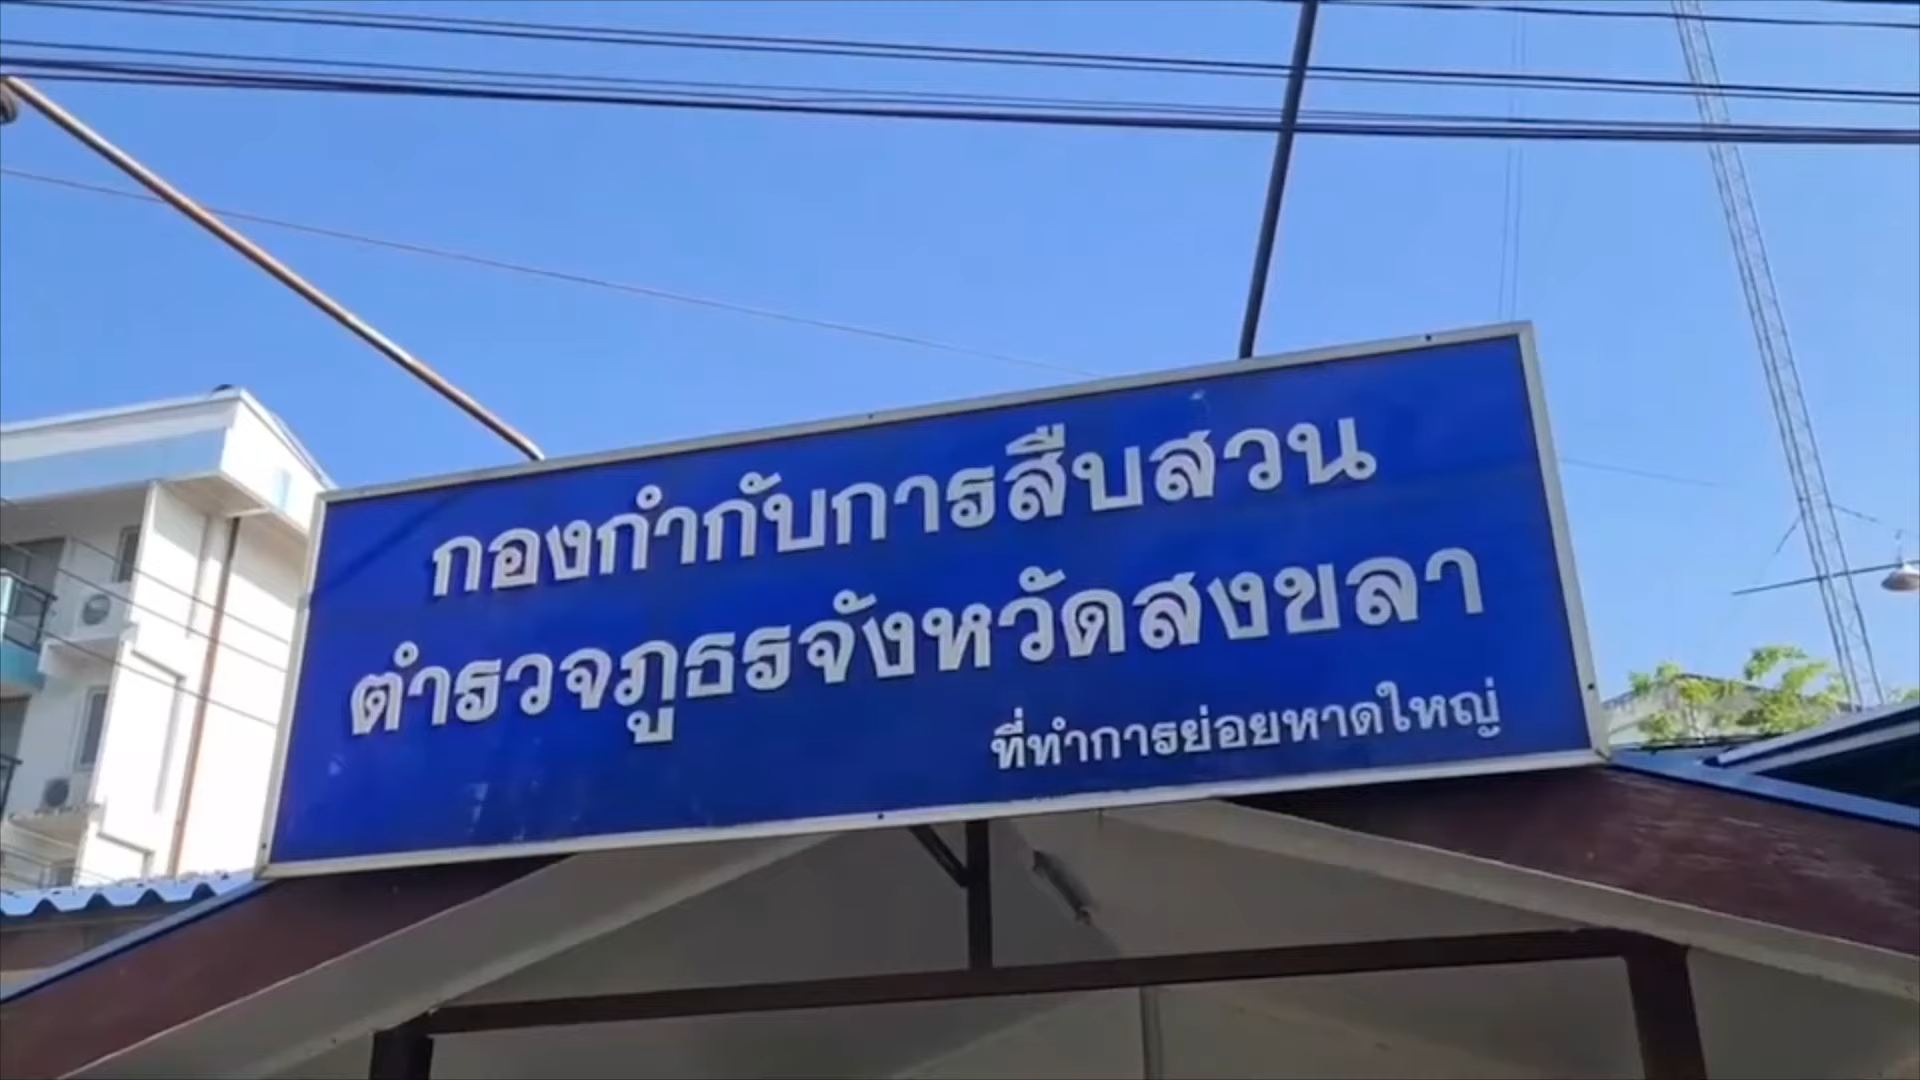 กองกำกับการสืบสวน
ตำรวจภูธรจังหวัดสงขลา
ที่ทำการย่อยหาดใหญ่